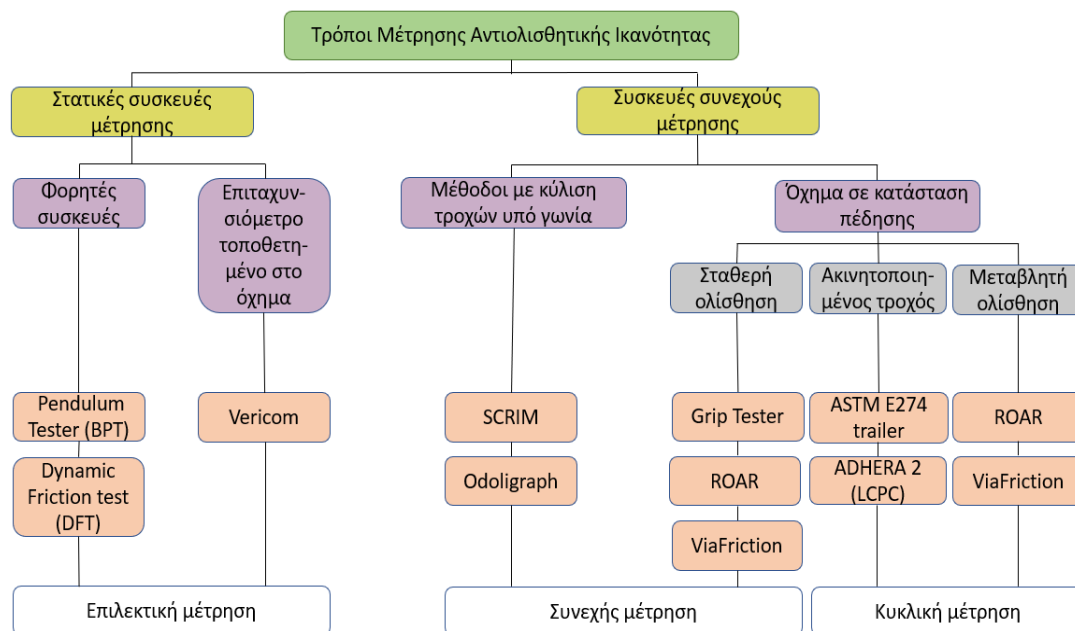 Τρόποι Μέτρησης Αντιολισθητικής Ικανότητας
Στατικές συσκευές
μέτρησης
Συσκευές συνεχούς
μέτρησης
Φορητές
συσκευές
Επιταχυν-
σιόμετρο
τοποθετη-
μένο στο
όχημα
Μέθοδοι με κύλιση
τροχών υπό γωνία
Όχημα σε κατάσταση
πέδησης
Σταθερή
ολίσθηση
Ακινητοποιη-
μένος τροχός
Μεταβλητή
ολίσθηση
Pendulum
Tester (BPT)
Vericom
SCRIM
Grip Tester
ASTM E274
trailer
ROAR
Dynamic
Friction test
(DFT)
Odoligraph
ROAR
ADHERA 2
(LCPC)
ViaFriction
ViaFriction
Επιλεκτική μέτρηση
Συνεχής μέτρηση
Κυκλική μέτρηση